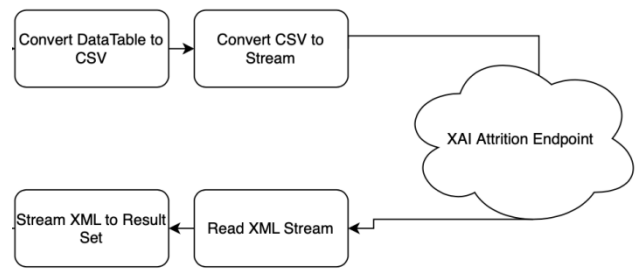 Convert DataTable to
CSV
Convert CSV to
Stream
XAI Attrition Endpoint
Stream XML to Result
Set
Read XML Stream